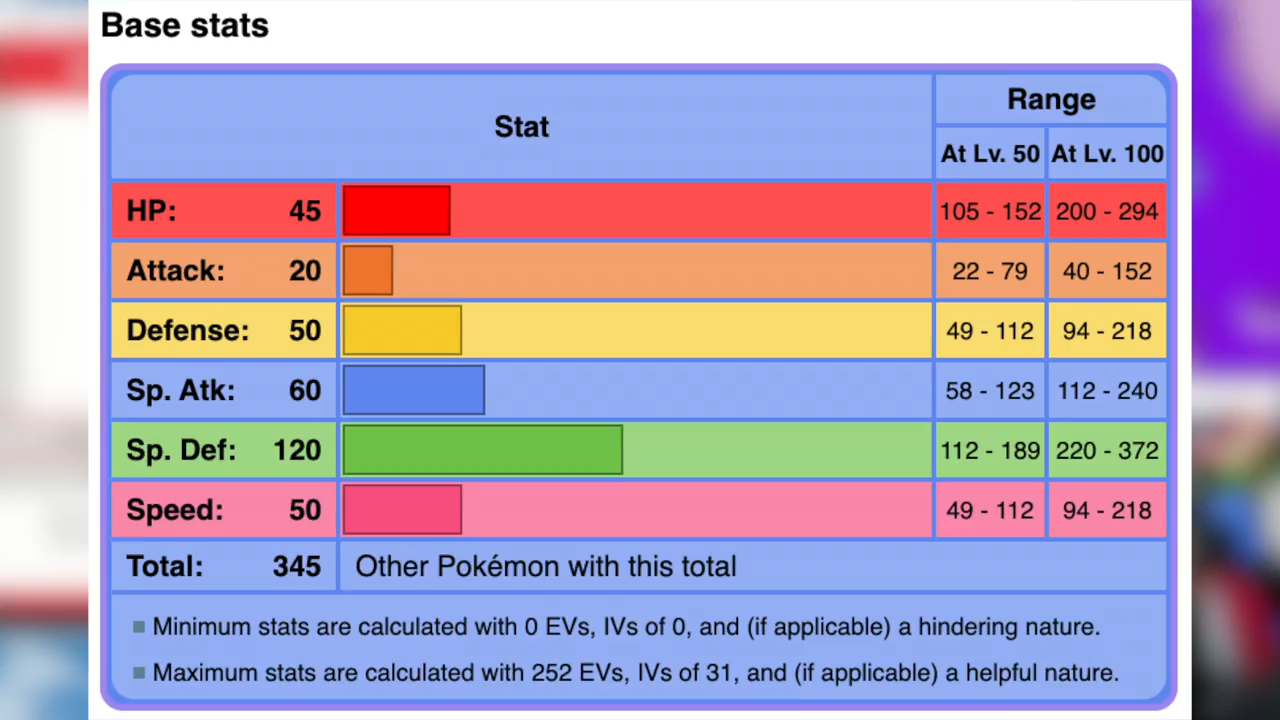 Base stats
Stat
Range
At Lv. 50 At Lv. 100
HP: 45 105 - 152 200 - 294
Attack: 20 22 - 79 40 - 152
Defense: 50 49 - 112 94 - 218
Sp. Atk: 60 58 - 123 112 - 240
Sp. Def: 120 112 - 189 220 - 372
Speed: 50 49 - 112 94 - 218
Total: 345 Other Pokémon with this total
Minimum stats are calculated with 0 EVs, IVs of 0, and (if applicable) a hindering nature.
Maximum stats are calculated with 252 EVs, IVs of 31, and (if applicable) a helpful nature.